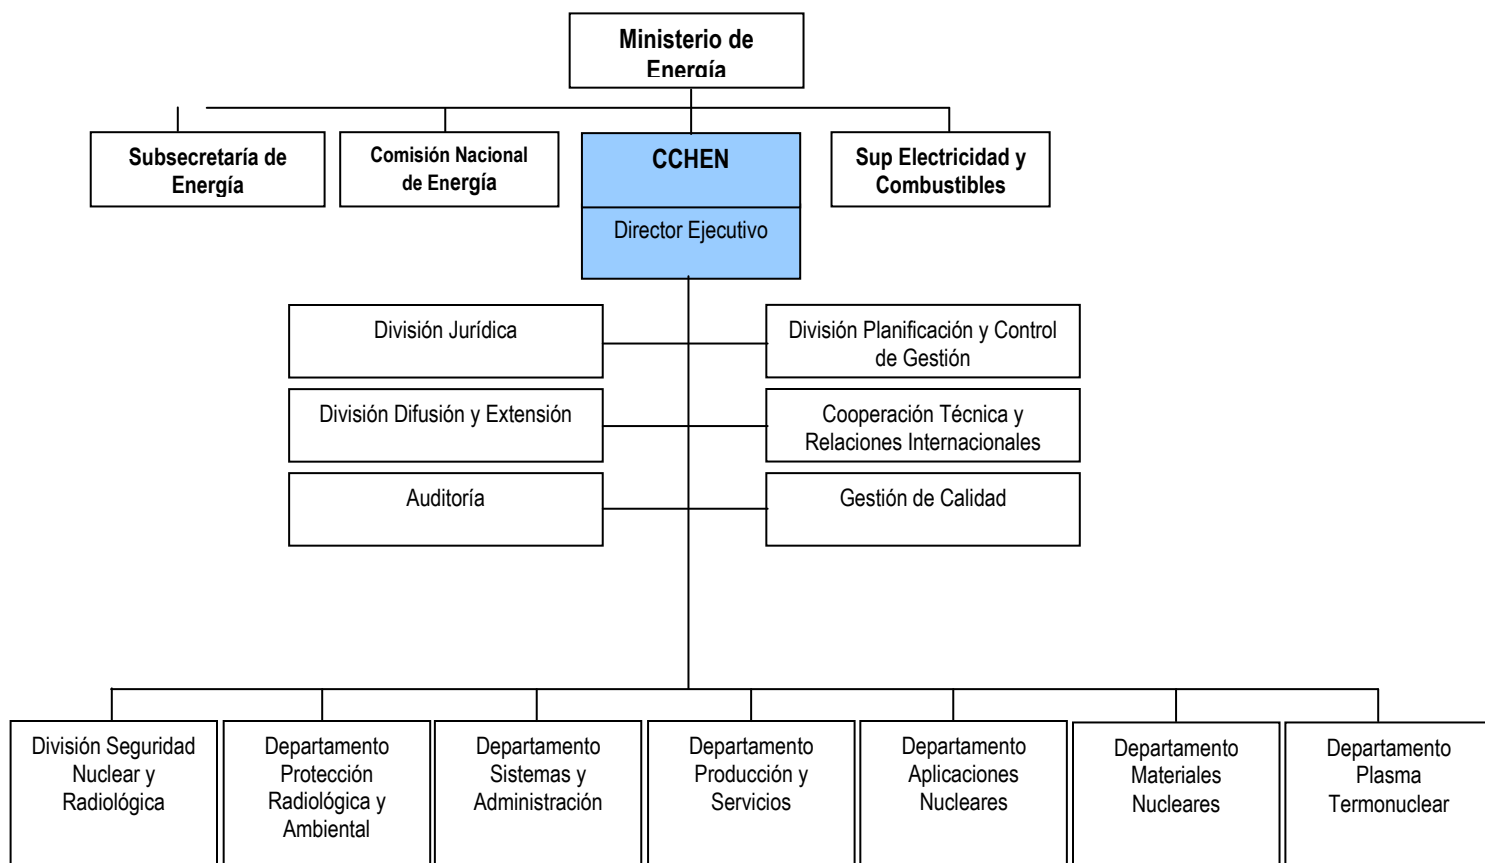 Ministerio de
Energía
Subsecretaría de
Energía
Comisión Nacional
de Energía
CCHEN
Director Ejecutivo
Sup Electricidad y
Combustibles
División Jurídica
División Planificación y Control
de Gestión
División Difusión y Extensión
Cooperación Técnica y
Relaciones Internacionales
Auditoría
Gestión de Calidad
División Seguridad
Nuclear y
Radiológica
Departamento
Protección
Radiológica y
Ambiental
Departamento
Sistemas y
Administración
Departamento
Producción y
Servicios
Departamento
Aplicaciones
Nucleares
Departamento
Materiales
Nucleares
Departamento
Plasma
Termonuclear